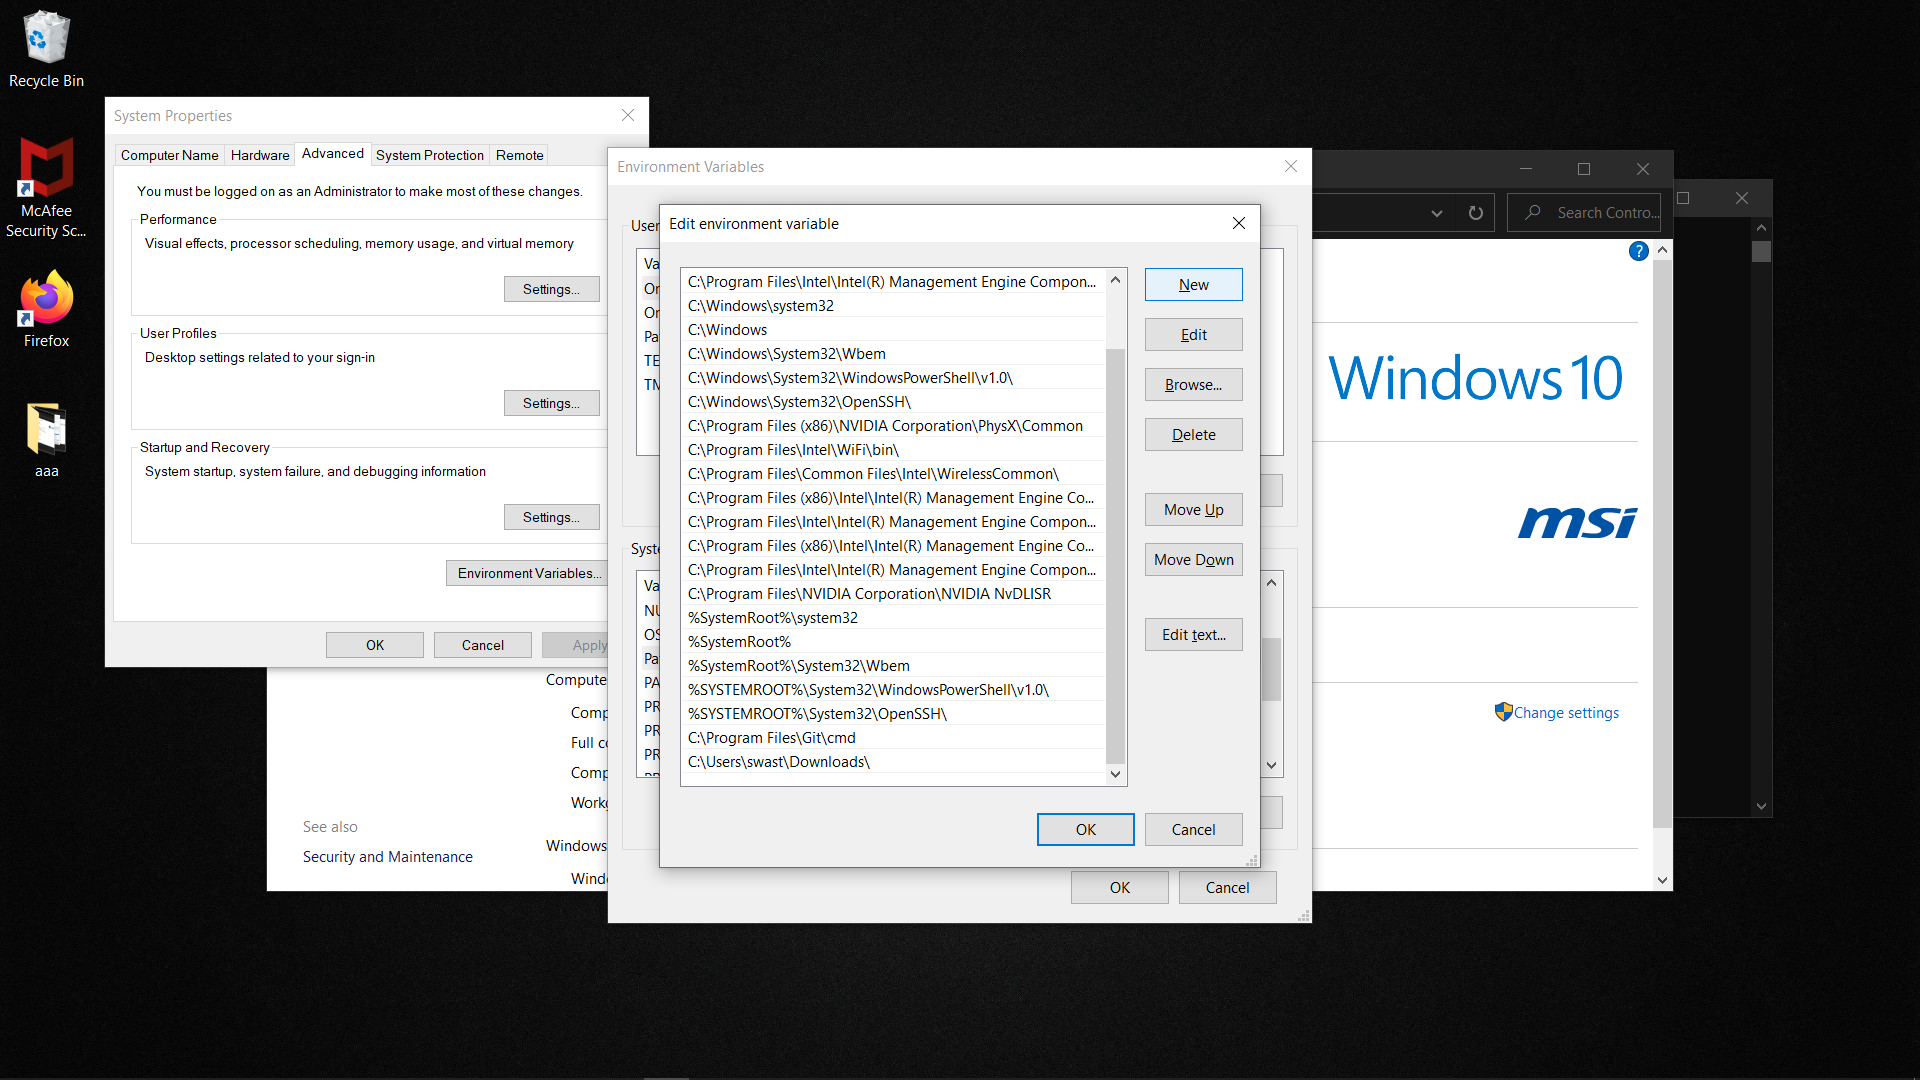 Recycle Bin
McAfee
Security Sc...
Firefox
aaa
System Properties
Computer Name
Hardware
Advanced
System Protection
Remote
You must be logged on as an Administrator to make most of these changes.
Performance
Visual effects, processor scheduling, memory usage, and virtual memory
Settings...
User Profiles
Desktop settings related to your sign-in
Settings...
Startup and Recovery
System startup, system failure, and debugging information
Settings...
Environment Variables...
OK
Cancel
Apply
Environment Variables
User
Va
On
On
Pa
TE
TM
Syste
Va
NU
OS
Pa
PA
PR
PR
PR
OK
Cancel
Edit environment variable
C:\Program Files\Intel\Intel(R) Management Engine Compon...
C:\Windows\system32
C:\Windows
C:\Windows\System32\Wbem
C:\Windows\System32\WindowsPowerShell\v1.0\
C:\Windows\System32\OpenSSH\
C:\Program Files (x86)\NVIDIA Corporation\PhysX\Common
C:\Program Files\Intel\WiFi\bin\
C:\Program Files\Common Files\Intel\WirelessCommon\
C:\Program Files (x86)\Intel\Intel(R) Management Engine Co...
C:\Program Files\Intel\Intel(R) Management Engine Compon...
C:\Program Files (x86)\Intel\Intel(R) Management Engine Co...
C:\Program Files\Intel\Intel(R) Management Engine Compon...
C:\Program Files\NVIDIA Corporation\NVIDIA NvDLISR
%SystemRoot%\system32
%SystemRoot%
%SystemRoot%\System32\Wbem
%SYSTEMROOT%\System32\WindowsPowerShell\v1.0\
%SYSTEMROOT%\System32\OpenSSH\
C:\Program Files\Git\cmd
C:\Users\swast\Downloads\
New
Edit
Browse...
Delete
Move Up
Move Down
Edit text...
OK
Cancel
Search Contro...
?
Windows 10
msi
Change settings
Compute
Comp
Full co
Comp
Workg
See also
Security and Maintenance
Windows
Wind